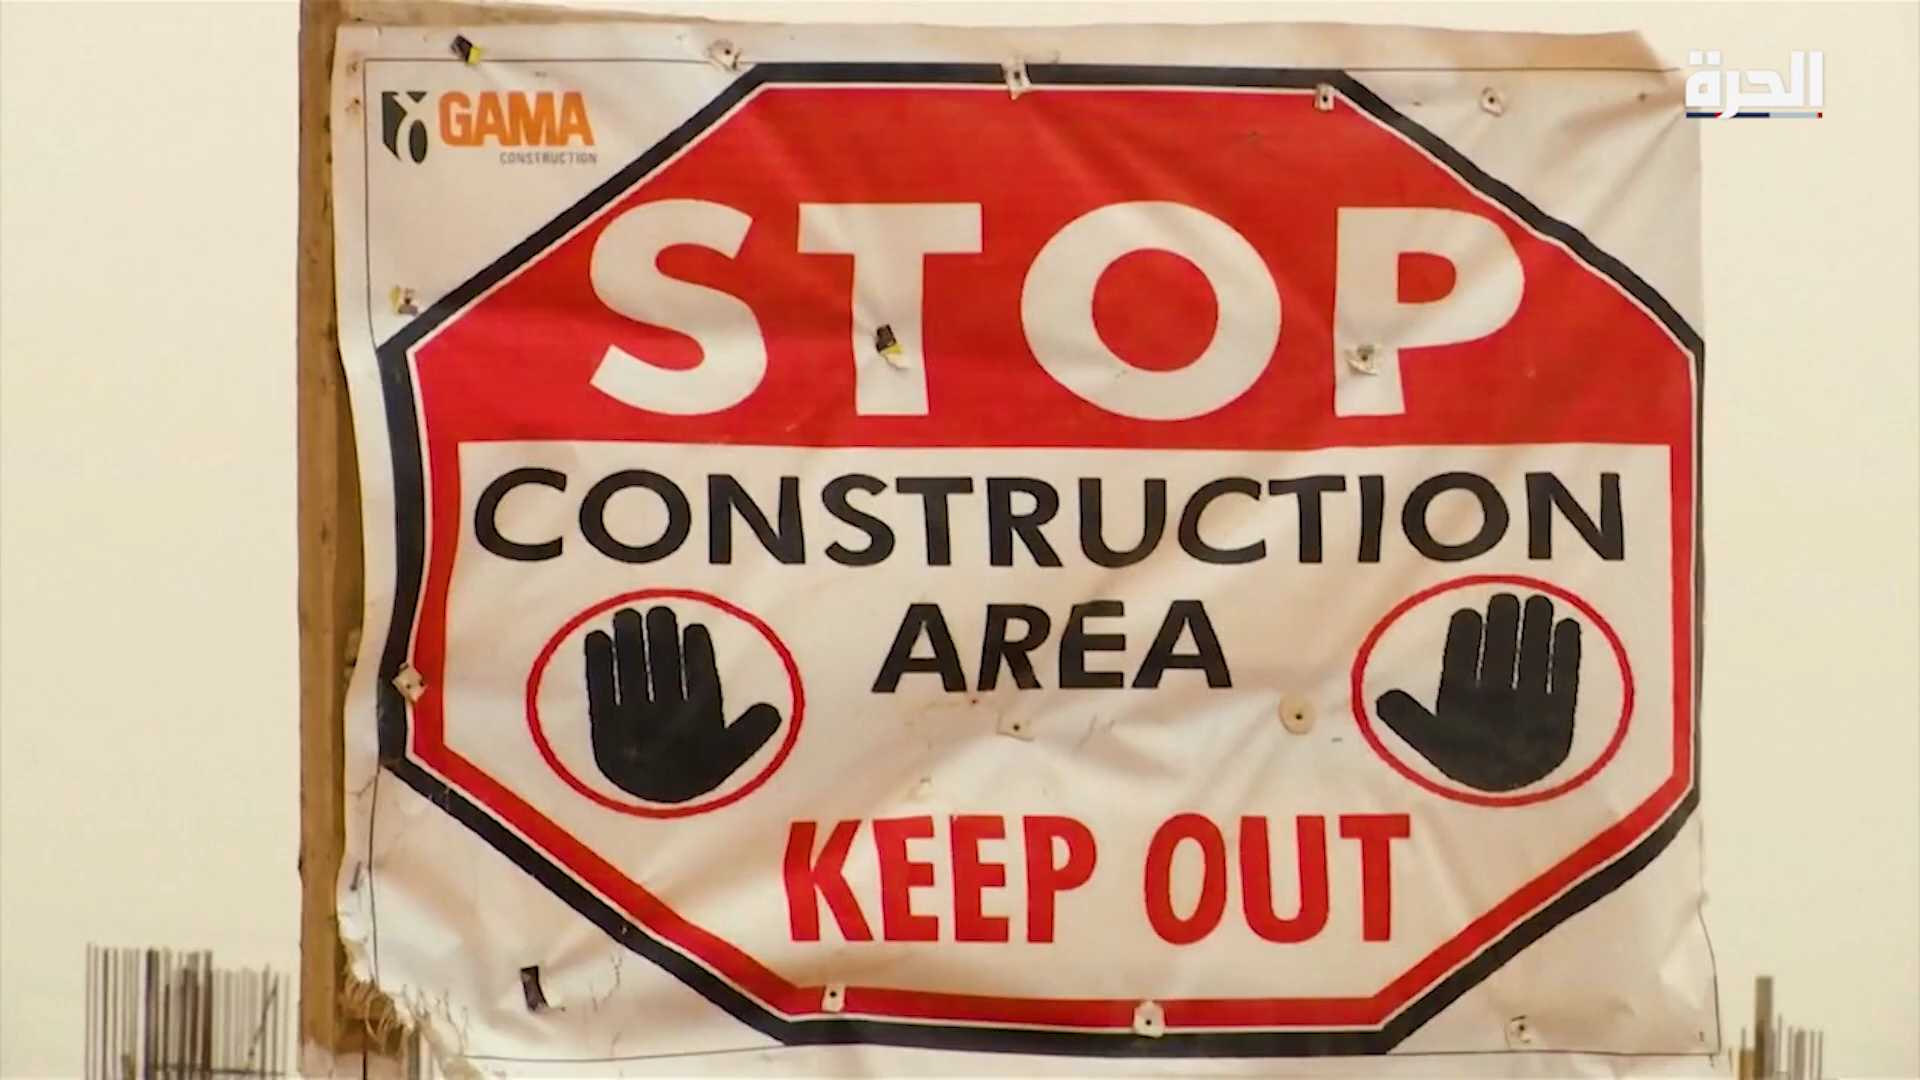 الحرة
GAMA
CONSTRUCTION
STOP
CONSTRUCTION
AREA
KEEP OUT